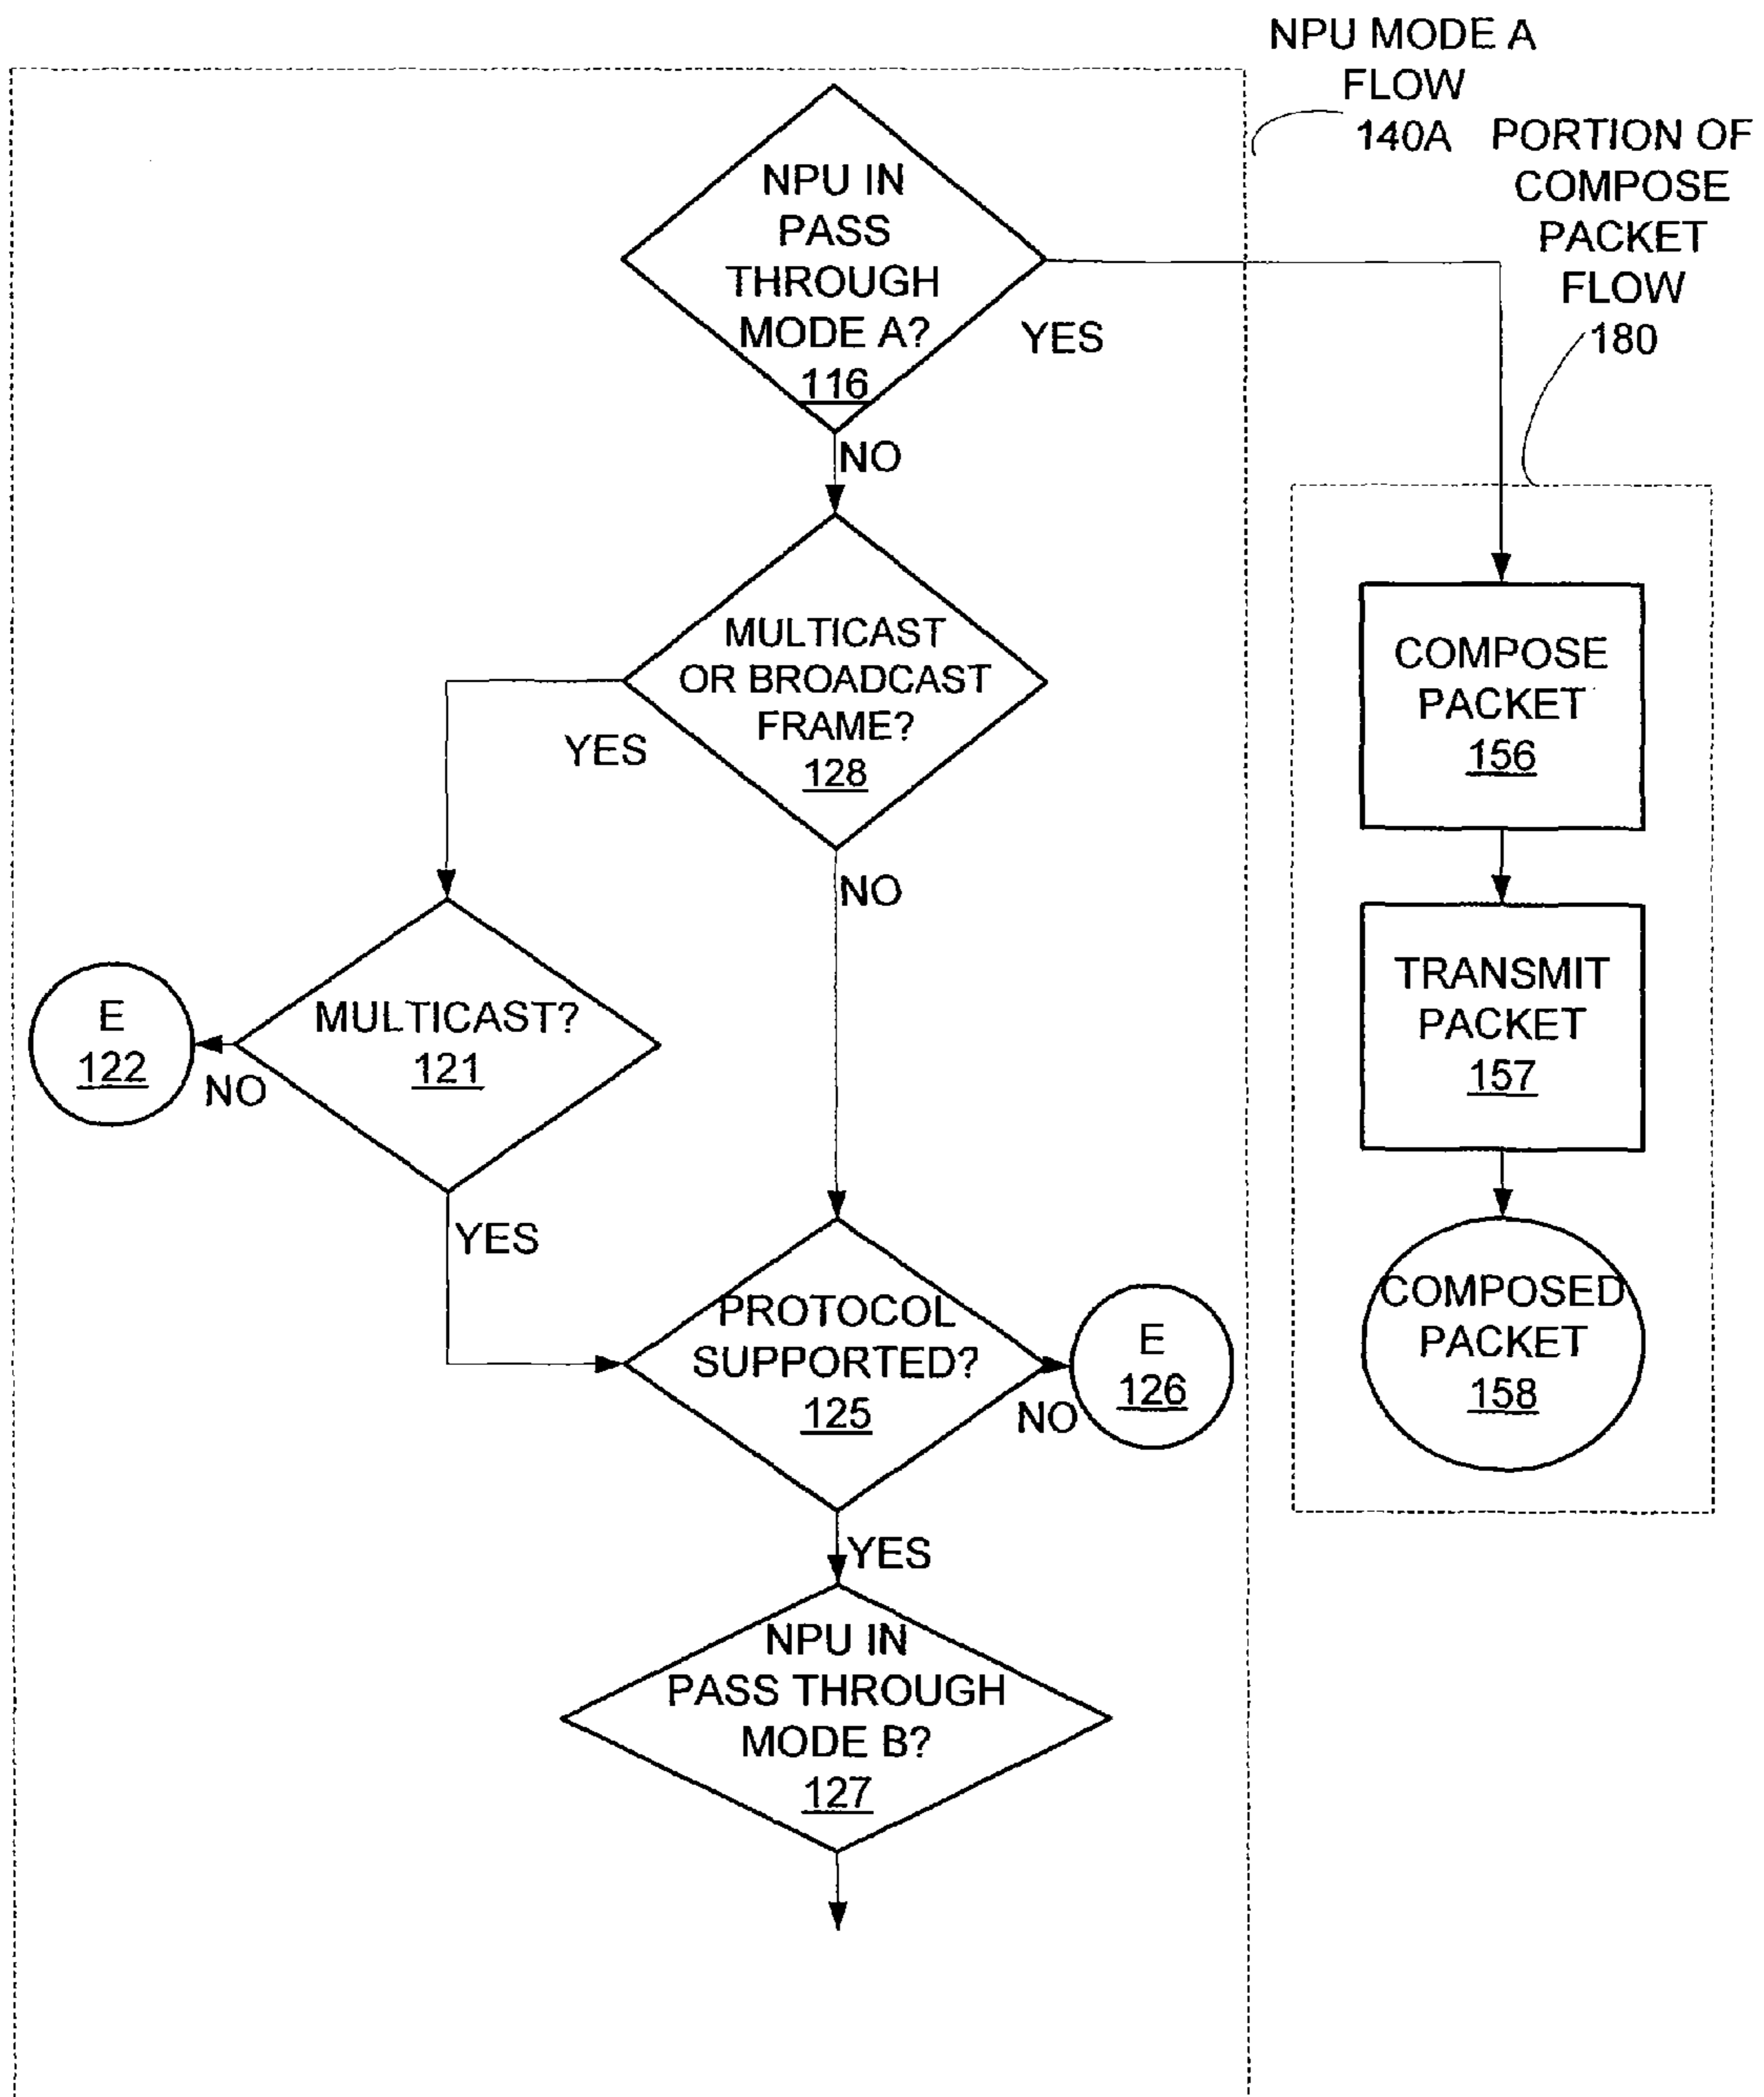 NPU MODE A
FLOW
140A
PORTION OF
COMPOSE
PACKET
FLOW
180
NPU IN
PASS
THROUGH
MODE A?
116
YES
NO
MULTICAST
OR BROADCAST
FRAME?
128
YES
NO
MULTICAST?
121
E
122
NO
YES
PROTOCOL
SUPPORTED?
125
E
126
NO
YES
NPU IN
PASS THROUGH
MODE B?
127
COMPOSE
PACKET
156
TRANSMIT
PACKET
157
COMPOSED
PACKET
158